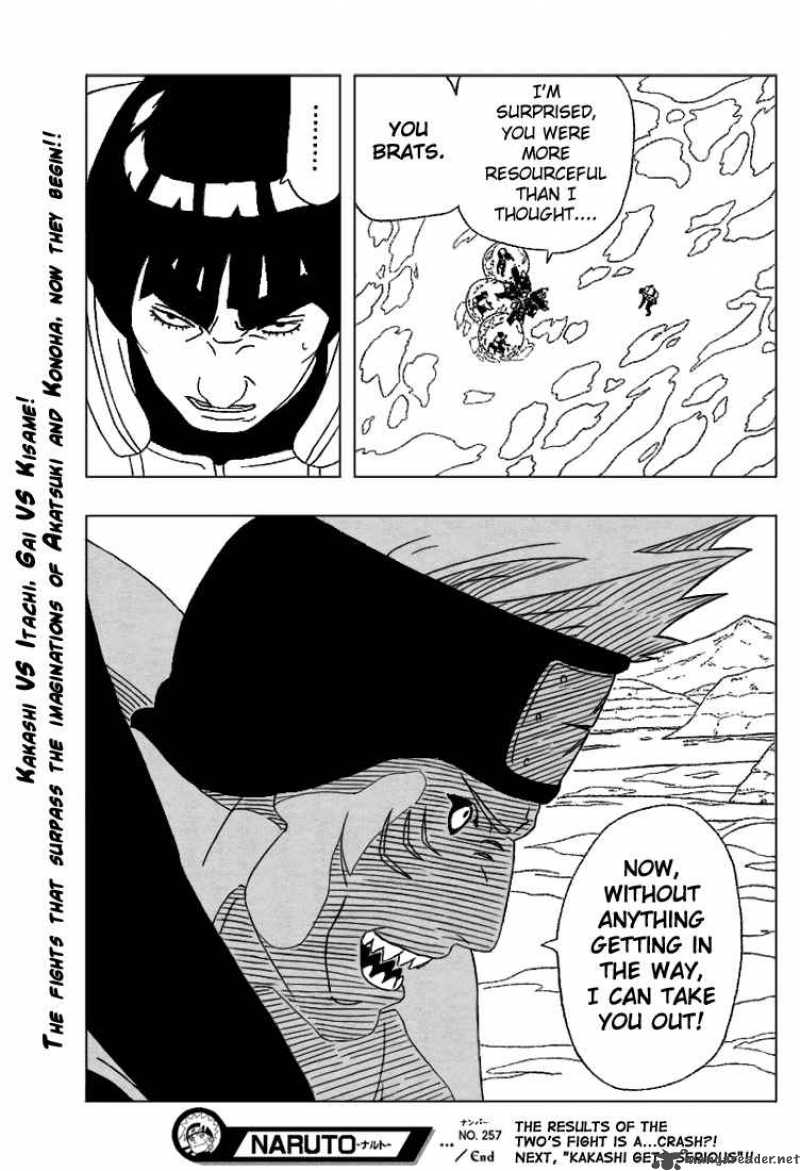 I'M
SURPRISED,
YOU WERE
MORE
RESOURCEFUL
THAN I
THOUGHT....
YOU
BRATS.
.........
NOW,
WITHOUT
ANYTHING
GETTING IN
THE WAY,
I CAN TAKE
YOU OUT!
KAKASHI VS ITACHI, GAI VS KISAME!
THE FIGHTS THAT SURPASS THE IMAGINATIONS OF AKATSUKI AND KONOHA, NOW THEY BEGIN!!
NARUTO -ナルト-
...
ナンバー
NO. 257
/ End
THE RESULTS OF THE
TWO'S FIGHT IS A...CRASH?!
NEXT, "KAKASHI GETS SERIOUS"!!